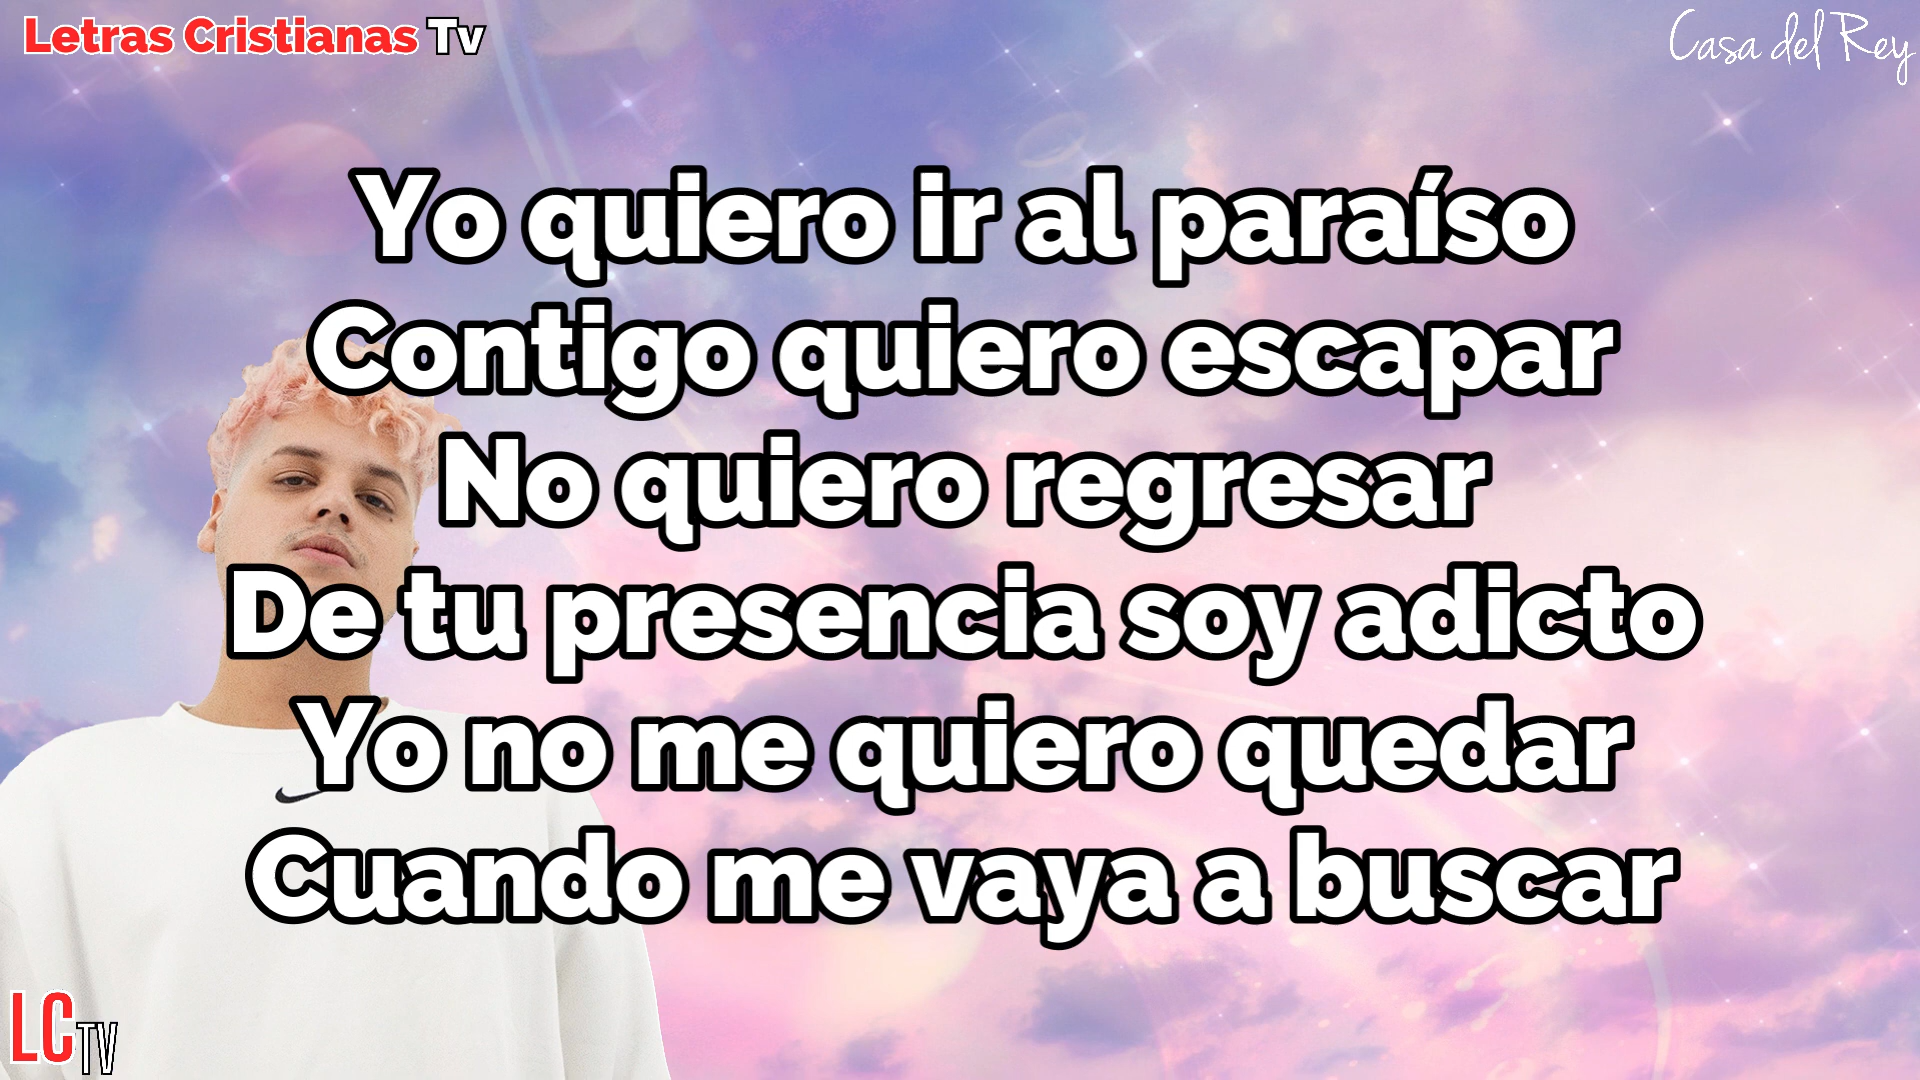 Letras Cristianas Tv
Casa del Rey
Yo quiero ir al paraíso
Contigo quiero escapar
No quiero regresar
De tu presencia soy adicto
Yo no me quiero quedar
Cuando me vaya a buscar
LCTV